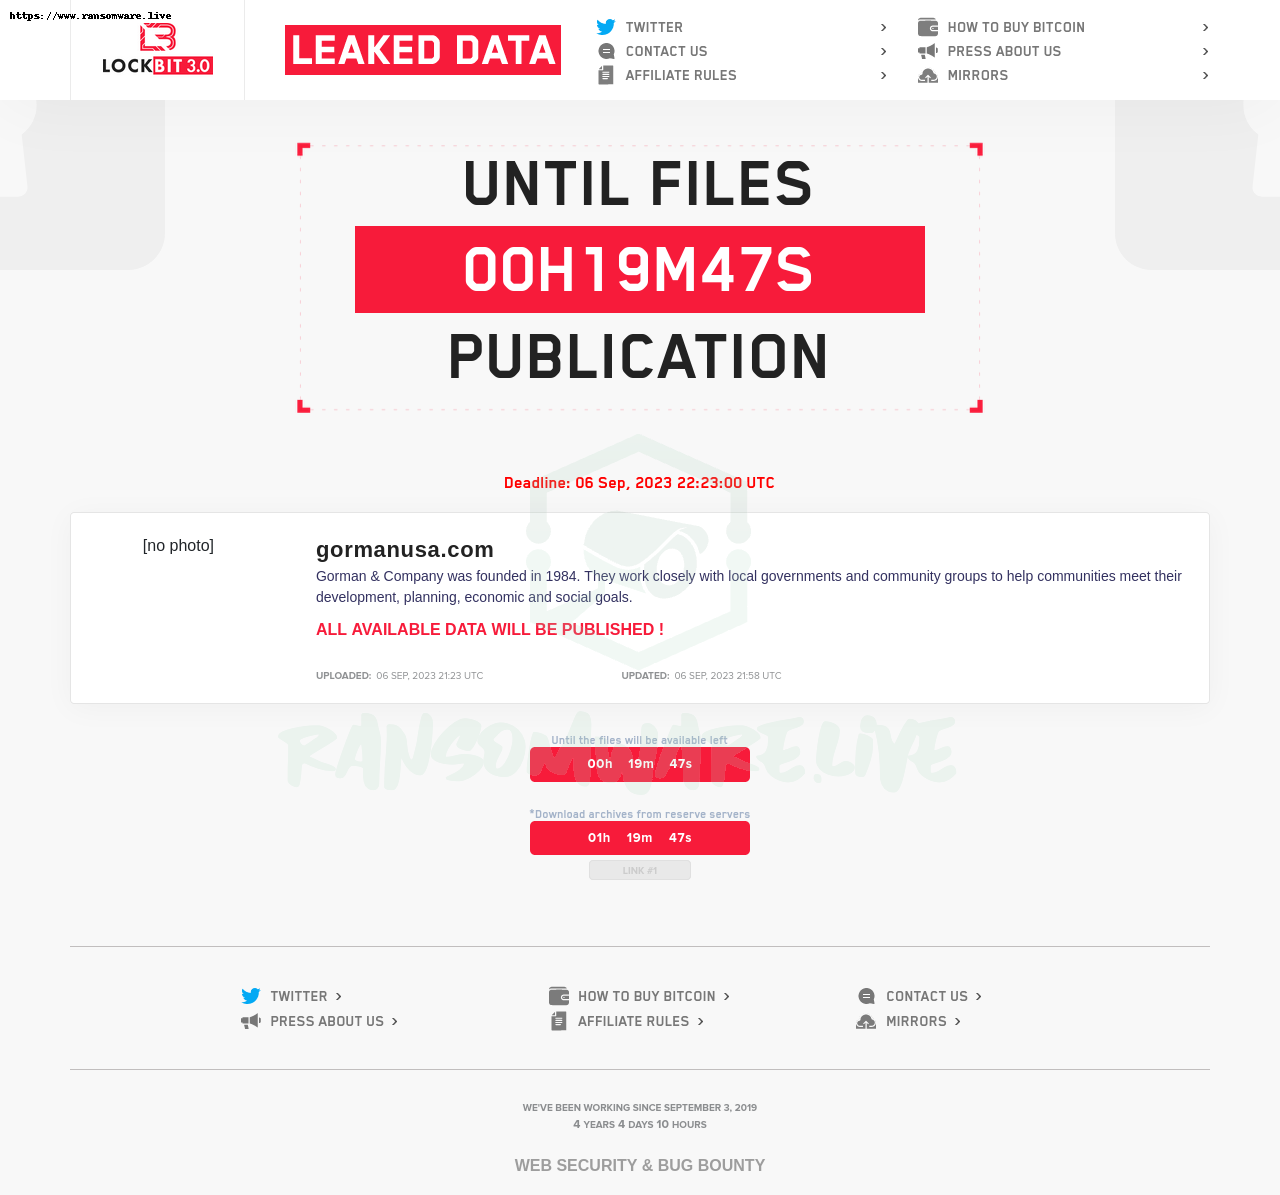 https://www.ransomware.live
LOCKBIT 3.0
LEAKED DATA
TWITTER
CONTACT US
AFFILIATE RULES
HOW TO BUY BITCOIN
PRESS ABOUT US
MIRRORS
UNTIL FILES
00H19M47S
PUBLICATION
Deadline: 06 Sep, 2023 22:23:00 UTC
[no photo]
gormanusa.com
Gorman & Company was founded in 1984. They work closely with local governments and community groups to help communities meet their
development, planning, economic and social goals.
ALL AVAILABLE DATA WILL BE PUBLISHED !
UPLOADED: 06 SEP, 2023 21:23 UTC
UPDATED: 06 SEP, 2023 21:58 UTC
RANSOMWARE.LIVE
Until the files will be available left
00h 19m 47s
*Download archives from reserve servers
01h 19m 47s
LINK #1
TWITTER
HOW TO BUY BITCOIN
CONTACT US
PRESS ABOUT US
AFFILIATE RULES
MIRRORS
WE'VE BEEN WORKING SINCE SEPTEMBER 3, 2019
4 YEARS 4 DAYS 10 HOURS
WEB SECURITY & BUG BOUNTY